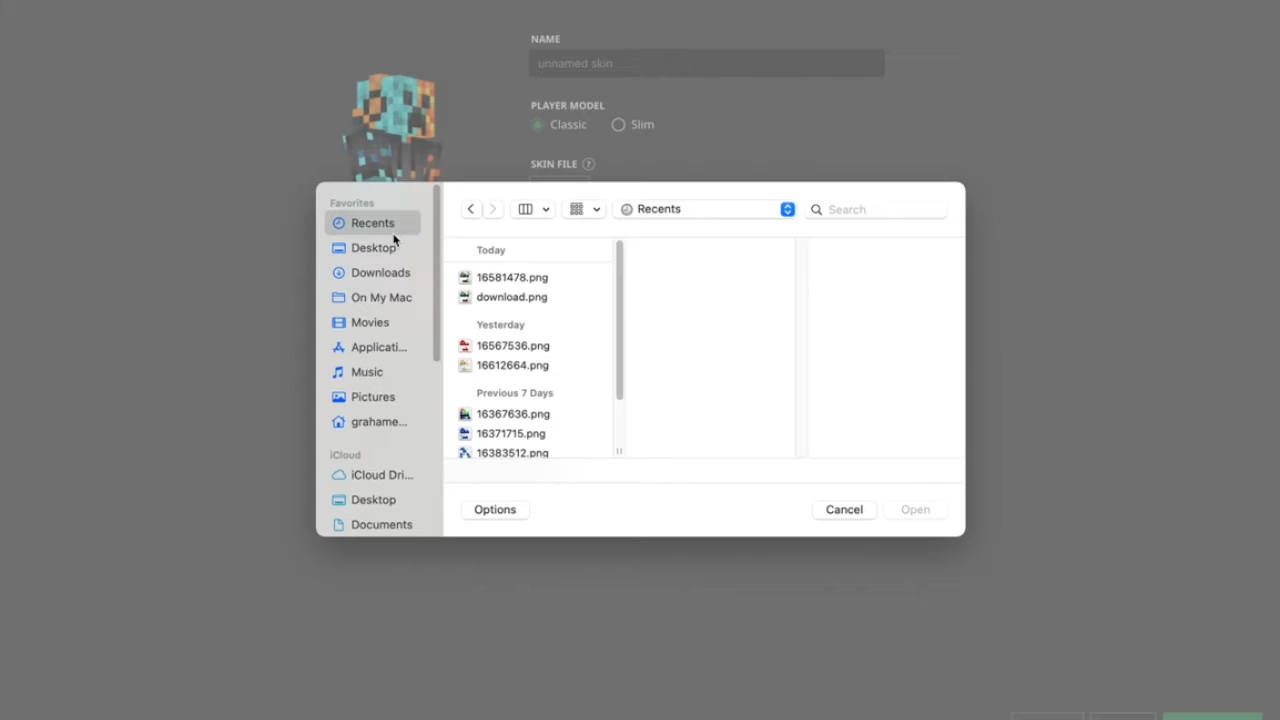 NAME
unnamed skin
PLAYER MODEL
Classic
Slim
SKIN FILE ?
Favorites
Recents
Desktop
Downloads
On My Mac
Movies
Applicati...
Music
Pictures
grahame...
iCloud
iCloud Dri...
Desktop
Documents
Recents
Search
Today
16581478.png
download.png
Yesterday
16567536.png
16612664.png
Previous 7 Days
16367636.png
16371715.png
16383512.png
Options
Cancel
Open